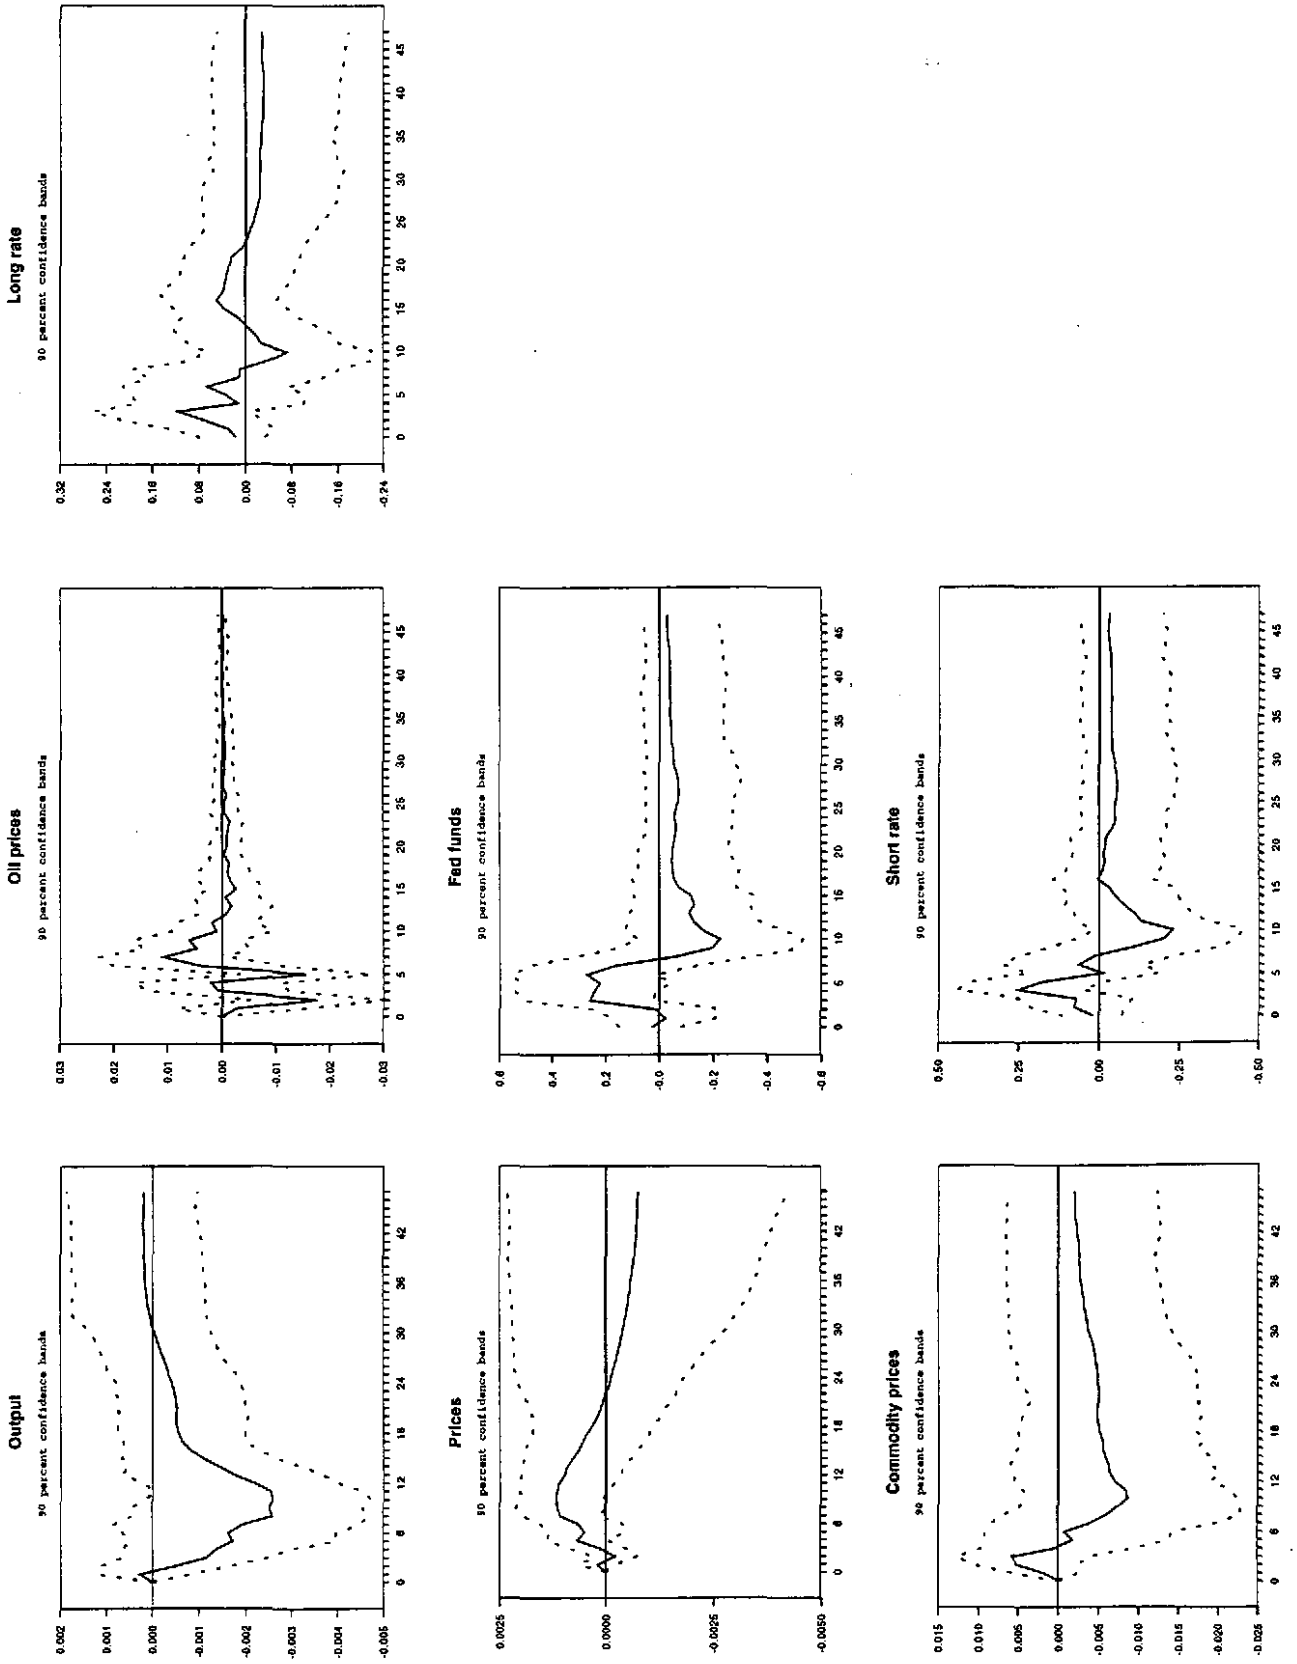 Output
90 percent confidence bands
0.002
0.001
0.000
-0.001
-0.002
-0.003
-0.004
-0.005
0 6 12 18 24 30 36 42
Oil prices
90 percent confidence bands
0.03
0.02
0.01
0.00
-0.01
-0.02
-0.03
0 5 10 15 20 25 30 35 40 45
Long rate
90 percent confidence bands
0.32
0.24
0.16
0.08
0.00
-0.08
-0.16
-0.24
0 5 10 15 20 25 30 35 40 45
Prices
90 percent confidence bands
0.0025
0.0000
-0.0025
-0.0050
0 6 12 18 24 30 36 42
Fed funds
90 percent confidence bands
0.6
0.4
0.2
-0.0
-0.2
-0.4
-0.6
0 5 10 15 20 25 30 35 40 45
Commodity prices
90 percent confidence bands
0.015
0.010
0.005
0.000
-0.005
-0.010
-0.015
-0.020
-0.025
0 6 12 18 24 30 36 42
Short rate
90 percent confidence bands
0.50
0.25
0.00
-0.25
-0.50
0 5 10 15 20 25 30 35 40 45